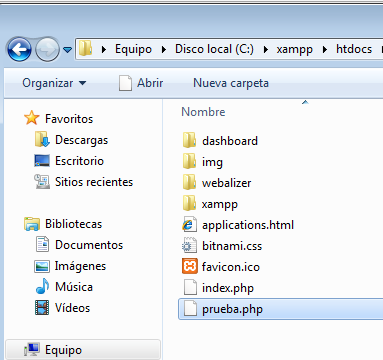 Equipo Disco local (C:) xampp htdocs
Organizar Abrir Nueva carpeta
Favoritos
Descargas
Escritorio
Sitios recientes
Bibliotecas
Documentos
Imágenes
Música
Vídeos
Equipo
Nombre
dashboard
img
webalizer
xampp
applications.html
bitnami.css
favicon.ico
index.php
prueba.php